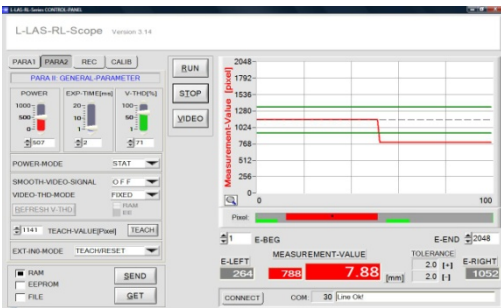 L-LAS-RL-Series CONTROL-PANEL
L-LAS-RL-Scope Version 3.14
PARA1 PARA2 REC CALIB
PARA II: GENERAL-PARAMETER
POWER EXP-TIME[ms] V-THD[%]
1000
500
0
20
10
1
100
50
0
507 2 71
POWER-MODE STAT
SMOOTH-VIDEO-SIGNAL OFF
VIDEO-THD-MODE FIXED
REFRESH V-THD RAM
EE
1141 TEACH-VALUE[Pixel] TEACH
EXT-IN0-MODE TEACH/RESET
RAM
EEPROM
FILE
SEND
GET
RUN
STOP
VIDEO
Measurement-Value [pixel]
2048
1792
1536
1280
1024
768
512
256
0
0 100
Pixel:
1 E-BEG E-END 2048
E-LEFT MEASUREMENT-VALUE TOLERANCE E-RIGHT
264 788 7.88 [mm] 2.0 [+] 1052
2.0 [-]
CONNECT COM: 30 Line Ok!